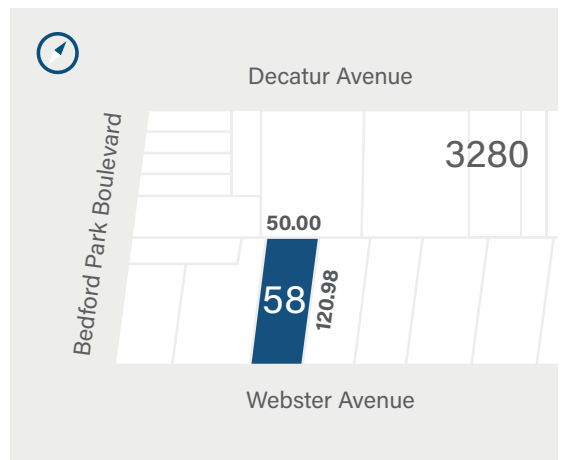 Decatur Avenue
3280
Bedford Park Boulevard
50.00
58
120.98
Webster Avenue